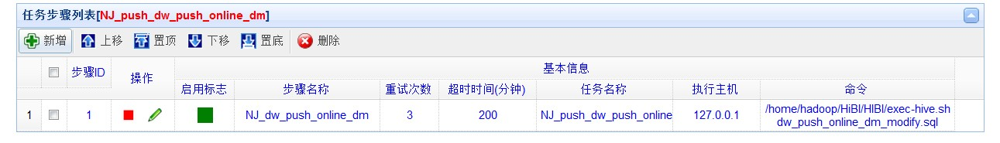 任务步骤列表[NJ_push_dw_push_online_dm]
新增 上移 置顶 下移 置底 删除
步骤ID 操作 基本信息
启用标志 步骤名称 重试次数 超时时间(分钟) 任务名称 执行主机 命令
1 1 NJ_dw_push_online_dm 3 200 NJ_push_dw_push_online 127.0.0.1 /home/hadoop/HiBI/HIBI/exec-hive.sh
dw_push_online_dm_modify.sql